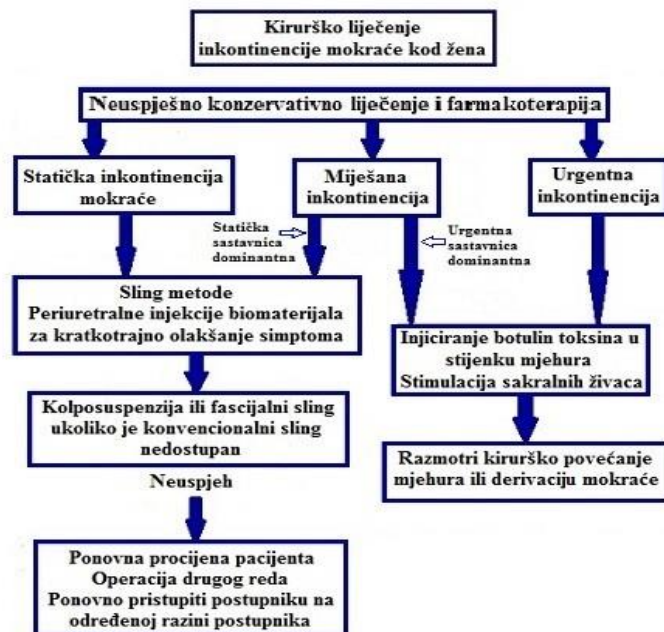 Kirurško liječenje
inkontinencije mokraće kod žena
Neuspješno konzervativno liječenje i farmakoterapija
Statička inkontinencija
mokraće
Miješana
inkontinencija
Urgentna
inkontinencija
Statička
sastavnica
dominantna
Urgentna
sastavnica
dominantna
Sling metode
Periuretralne injekcije biomaterijala
za kratkotrajno olakšanje simptoma
Injiciranje botulin toksina u
stijenku mjehura
Stimulacija sakralnih živaca
Kolposuspenzija ili fascijalni sling
ukoliko je konvencionalni sling
nedostupan
Razmotri kirurško povećanje
mjehura ili derivaciju mokraće
Neuspjeh
Ponovna procijena pacijenta
Operacija drugog reda
Ponovno pristupiti postupniku na
određenoj razini postupnika